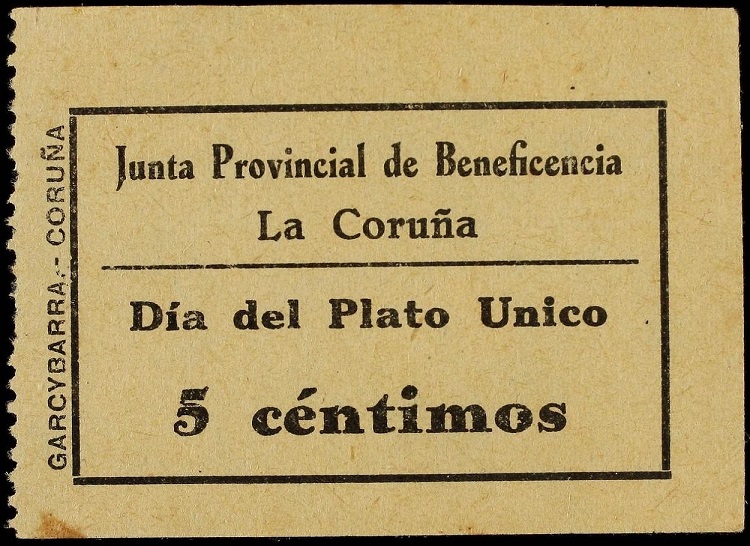 Junta Provincial de Beneficencia
La Coruña
Día del Plato Unico
5 céntimos
GARCYBARRA.- CORUÑA